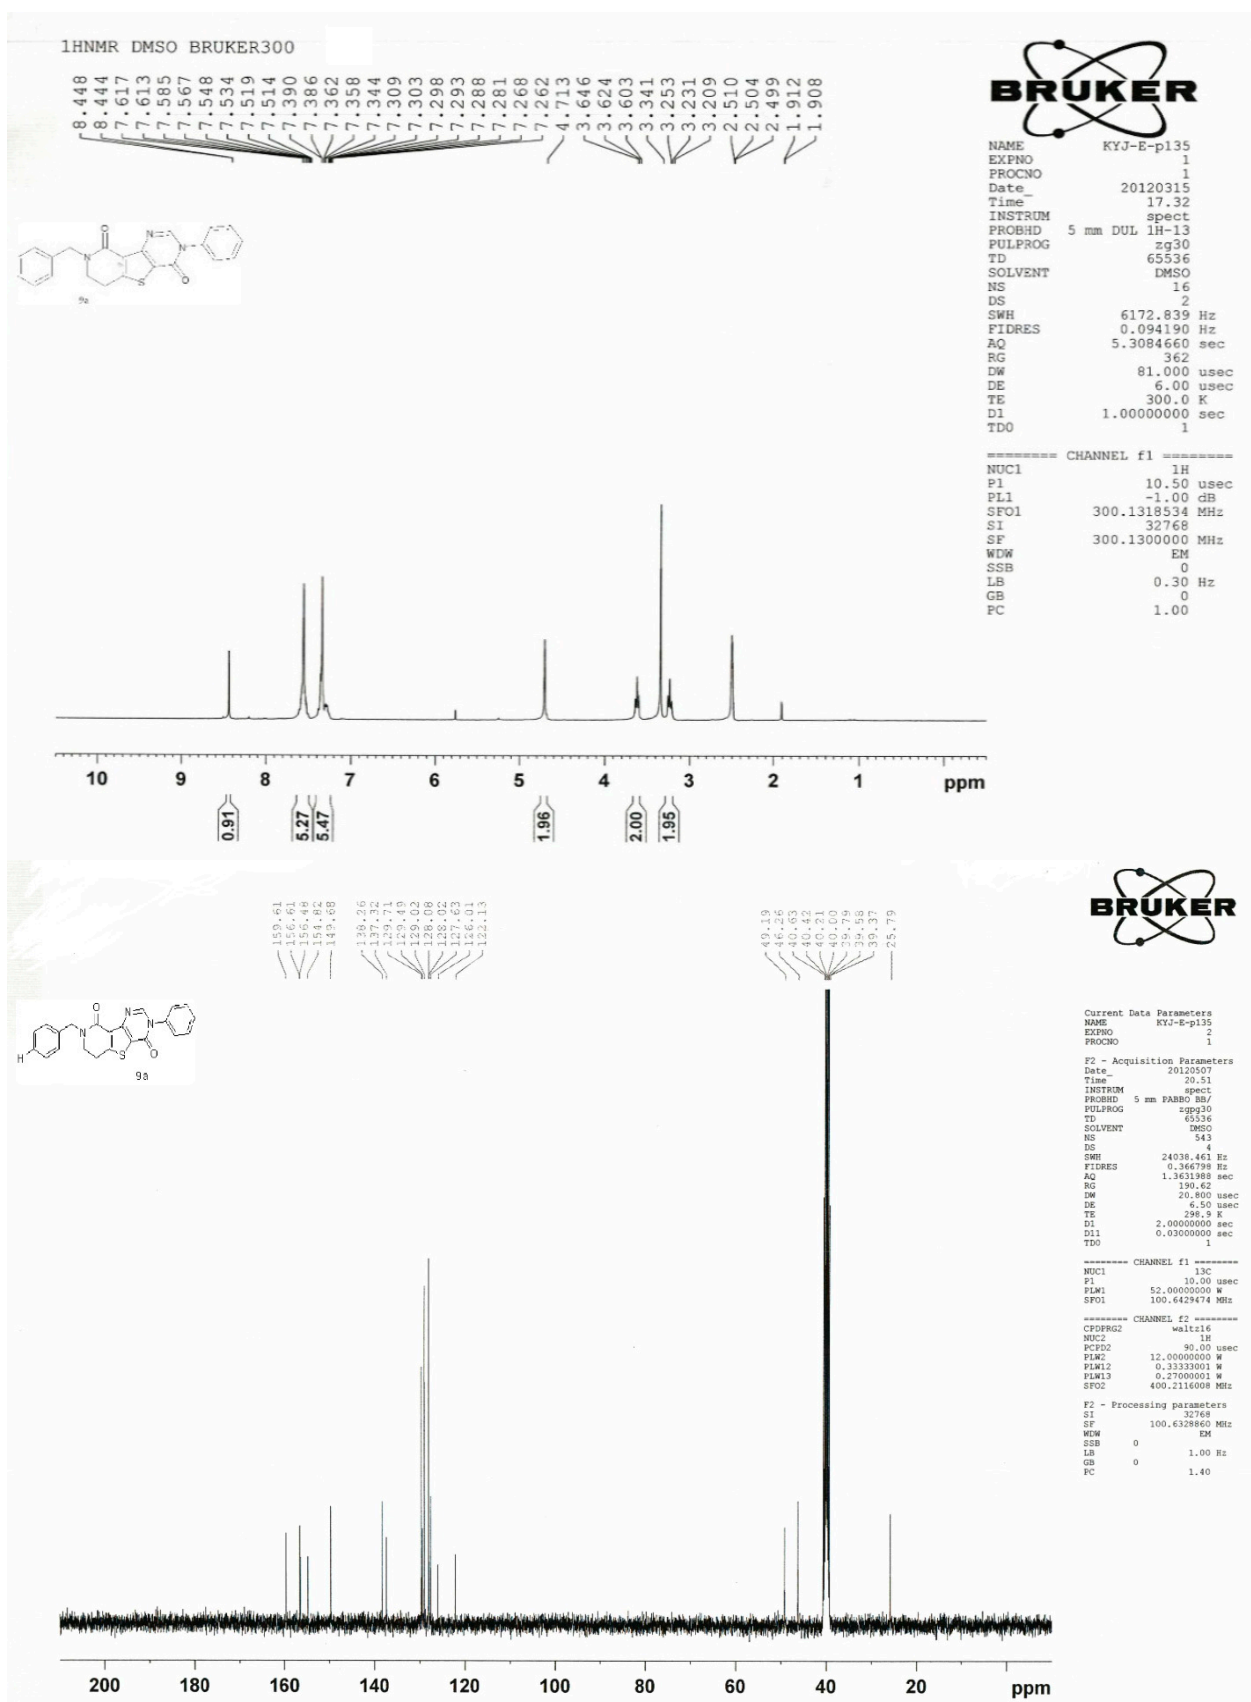 1HNMR DMSO BRUKER300
8.448
8.444
7.617
7.613
7.585
7.567
7.548
7.534
7.519
7.514
7.390
7.386
7.362
7.358
7.344
7.309
7.303
7.298
7.293
7.288
7.281
7.268
7.262
4.713
3.646
3.624
3.603
3.341
3.253
3.231
3.209
2.510
2.504
2.499
1.912
1.908
BRUKER
NAME KYJ-E-p135
EXPNO 1
PROCNO 1
Date_ 20120315
Time 17.32
INSTRUM spect
PROBHD 5 mm DUL 1H-13
PULPROG zg30
TD 65536
SOLVENT DMSO
NS 16
DS 2
SWH 6172.839 Hz
FIDRES 0.094190 Hz
AQ 5.3084660 sec
RG 362
DW 81.000 usec
DE 6.00 usec
TE 300.0 K
D1 1.00000000 sec
TD0 1
======== CHANNEL f1 ========
NUC1 1H
P1 10.50 usec
PL1 -1.00 dB
SFO1 300.1318534 MHz
SI 32768
SF 300.1300000 MHz
WDW EM
SSB 0
LB 0.30 Hz
GB 0
PC 1.00
O
N
N
N
S
O
9a
10 9 8 7 6 5 4 3 2 1 ppm
0.91
5.27
5.47
1.96
2.00
1.95
159.61
156.61
156.48
154.82
149.68
138.26
137.32
129.71
129.49
129.02
128.08
128.02
127.63
126.01
122.13
49.19
46.26
40.63
40.42
40.21
40.00
39.79
39.58
39.37
25.79
BRUKER
O
N
N
N
S
O
H
9a
Current Data Parameters
NAME KYJ-E-p135
EXPNO 2
PROCNO 1
F2 - Acquisition Parameters
Date_ 20120507
Time 20.51
INSTRUM spect
PROBHD 5 mm PABBO BB/
PULPROG zgpg30
TD 65536
SOLVENT DMSO
NS 543
DS 4
SWH 24038.461 Hz
FIDRES 0.366798 Hz
AQ 1.3631988 sec
RG 190.62
DW 20.800 usec
DE 6.50 usec
TE 298.9 K
D1 2.00000000 sec
D11 0.03000000 sec
TD0 1
======== CHANNEL f1 ========
NUC1 13C
P1 10.00 usec
PLW1 52.00000000 W
SFO1 100.6429474 MHz
======== CHANNEL f2 ========
CPDPRG2 waltz16
NUC2 1H
PCPD2 90.00 usec
PLW2 12.00000000 W
PLW12 0.33333001 W
PLW13 0.27000001 W
SFO2 400.2116008 MHz
F2 - Processing parameters
SI 32768
SF 100.6328860 MHz
WDW EM
SSB 0
LB 1.00 Hz
GB 0
PC 1.40
200 180 160 140 120 100 80 60 40 20 ppm